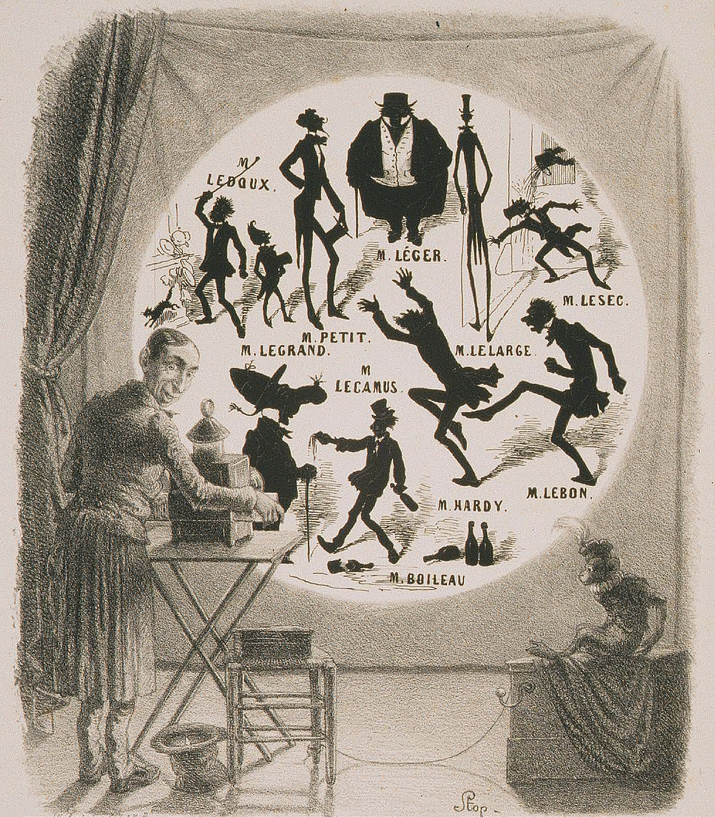 M
LEDOUX.
M. LÉGER.
M. LESEC.
M. PETIT.
M. LEGRAND.
M. LELARGE.
M
LECAMUS.
M. HARDY.
M. LEBON.
M. BOILEAU
Stop